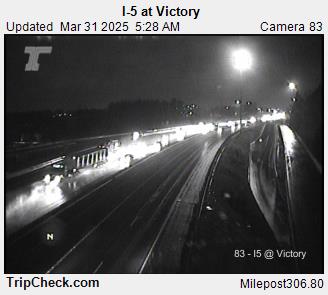 I-5 at Victory
Updated Mar 31 2025 5:28 AM Camera 83
T
N
83 - I5 @ Victory
TripCheck.com Milepost306.80